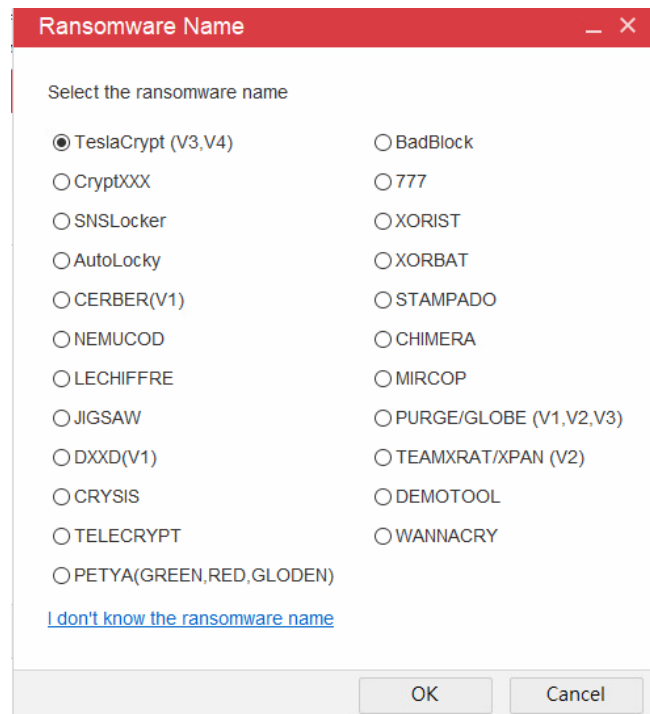 Ransomware Name
Select the ransomware name
TeslaCrypt (V3,V4)
CryptXXX
SNSLocker
AutoLocky
CERBER(V1)
NEMUCOD
LECHIFFRE
JIGSAW
DXXD(V1)
CRYSIS
TELECRYPT
PETYA(GREEN,RED,GLODEN)
BadBlock
777
XORIST
XORBAT
STAMPADO
CHIMERA
MIRCOP
PURGE/GLOBE (V1,V2,V3)
TEAMXRAT/XPAN (V2)
DEMOTOOL
WANNACRY
I don't know the ransomware name
OK
Cancel